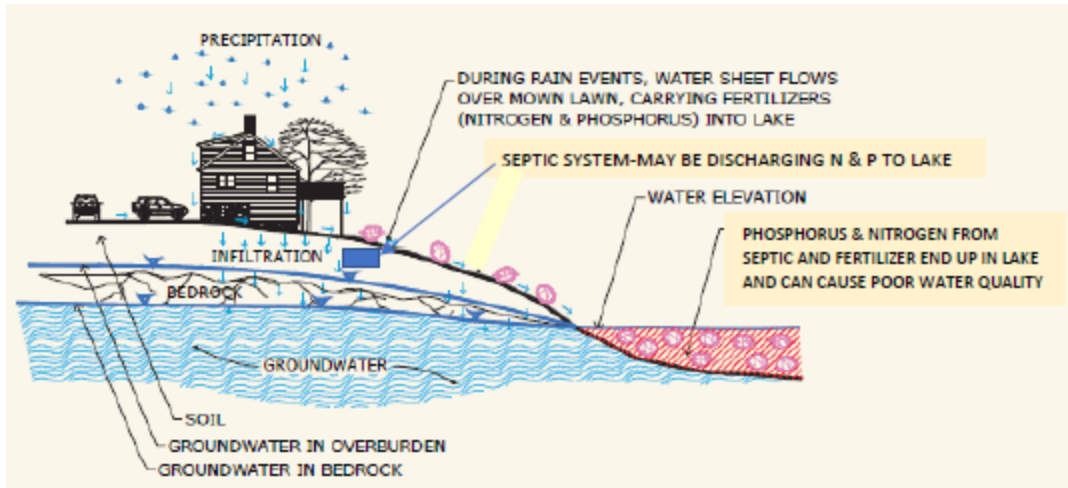 PRECIPITATION
DURING RAIN EVENTS, WATER SHEET FLOWS
OVER MOWN LAWN, CARRYING FERTILIZERS
(NITROGEN & PHOSPHORUS) INTO LAKE
SEPTIC SYSTEM-MAY BE DISCHARGING N & P TO LAKE
WATER ELEVATION
PHOSPHORUS & NITROGEN FROM
SEPTIC AND FERTILIZER END UP IN LAKE
AND CAN CAUSE POOR WATER QUALITY
INFILTRATION
BEDROCK
GROUNDWATER
SOIL
GROUNDWATER IN OVERBURDEN
GROUNDWATER IN BEDROCK